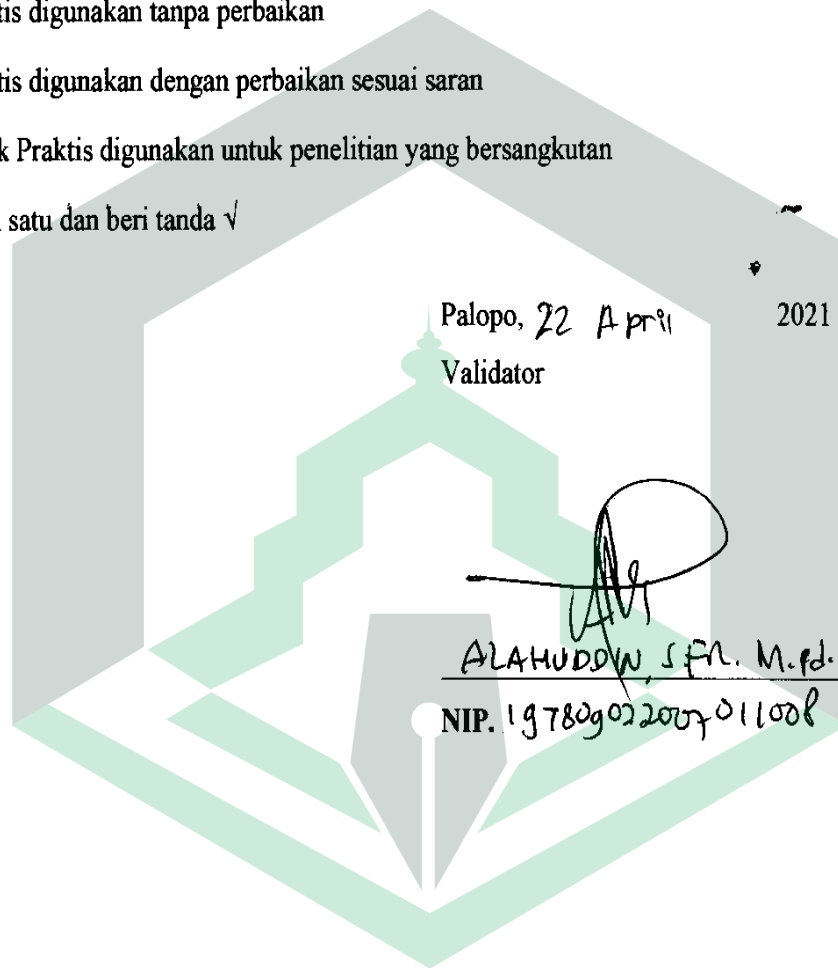 tis digunakan tanpa perbaikan
tis digunakan dengan perbaikan sesuai saran
k Praktis digunakan untuk penelitian yang bersangkutan
satu dan beri tanda √
Palopo, 22 April 2021
Validator
ALAHUDDIN, S.Fil. M.Pd.
NIP. 197809022007011008